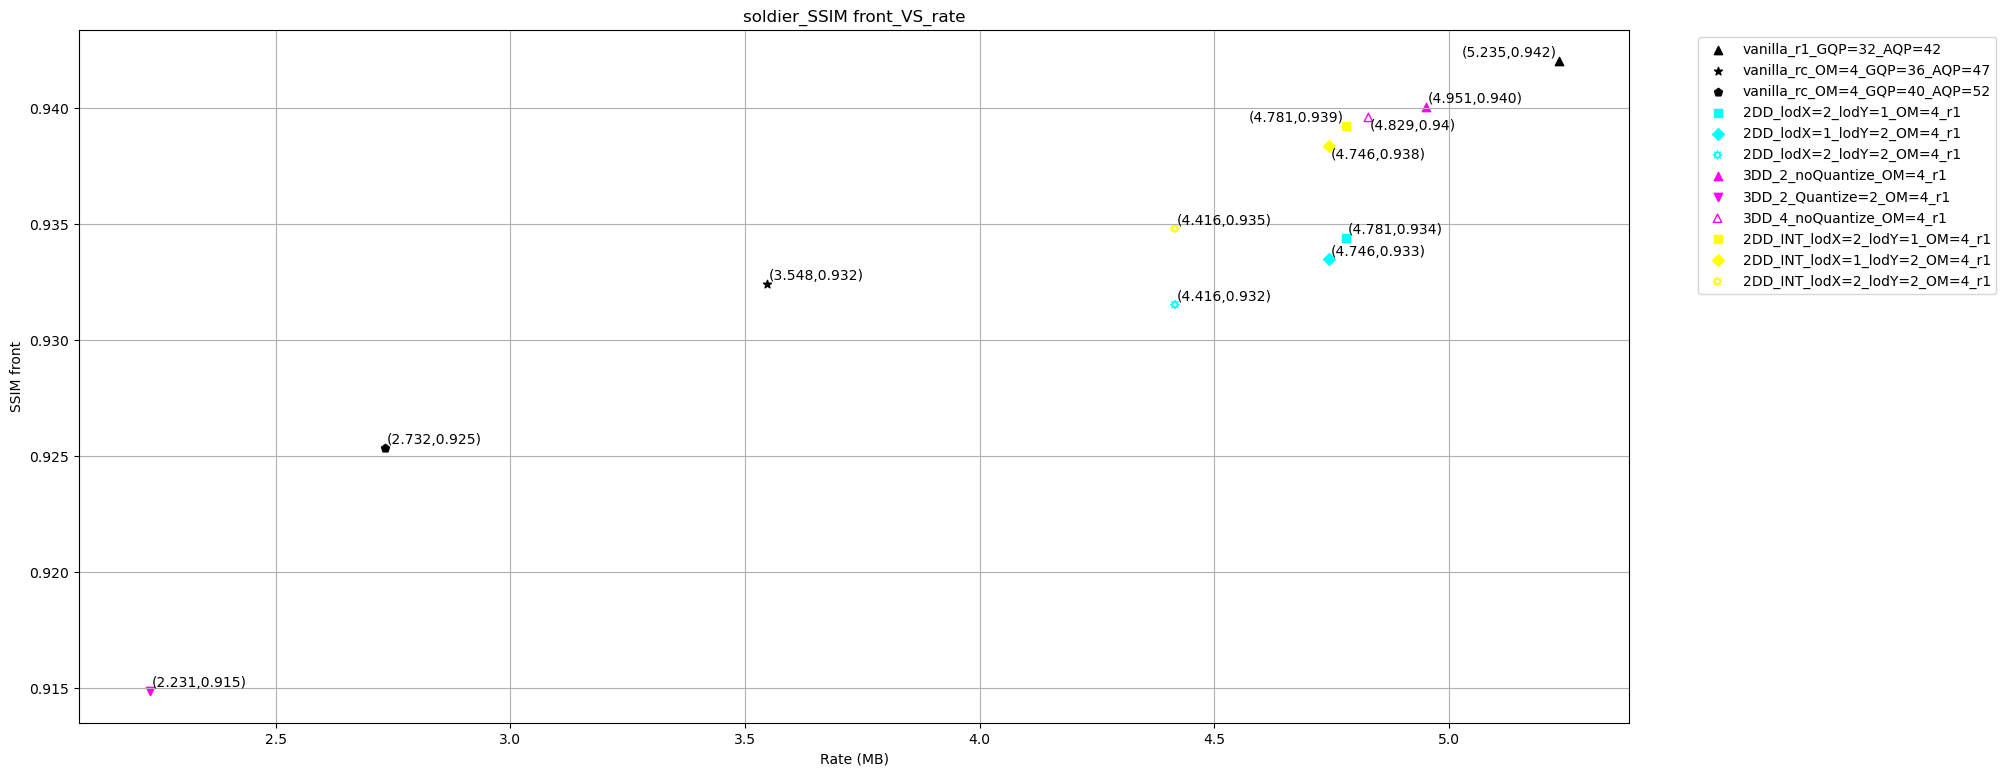 soldier_SSIM front_VS_rate
(5.235,0.942)
(4.951,0.940)
(4.781,0.939)
(4.829,0.94)
(4.746,0.938)
(4.416,0.935)
(4.781,0.934)
(4.746,0.933)
(3.548,0.932)
(4.416,0.932)
(2.732,0.925)
(2.231,0.915)
0.940
0.935
0.930
0.925
0.920
0.915
SSIM front
2.5
3.0
3.5
4.0
4.5
5.0
Rate (MB)
vanilla_r1_GQP=32_AQP=42
vanilla_rc_OM=4_GQP=36_AQP=47
vanilla_rc_OM=4_GQP=40_AQP=52
2DD_lodX=2_lodY=1_OM=4_r1
2DD_lodX=1_lodY=2_OM=4_r1
2DD_lodX=2_lodY=2_OM=4_r1
3DD_2_noQuantize_OM=4_r1
3DD_2_Quantize=2_OM=4_r1
3DD_4_noQuantize_OM=4_r1
2DD_INT_lodX=2_lodY=1_OM=4_r1
2DD_INT_lodX=1_lodY=2_OM=4_r1
2DD_INT_lodX=2_lodY=2_OM=4_r1